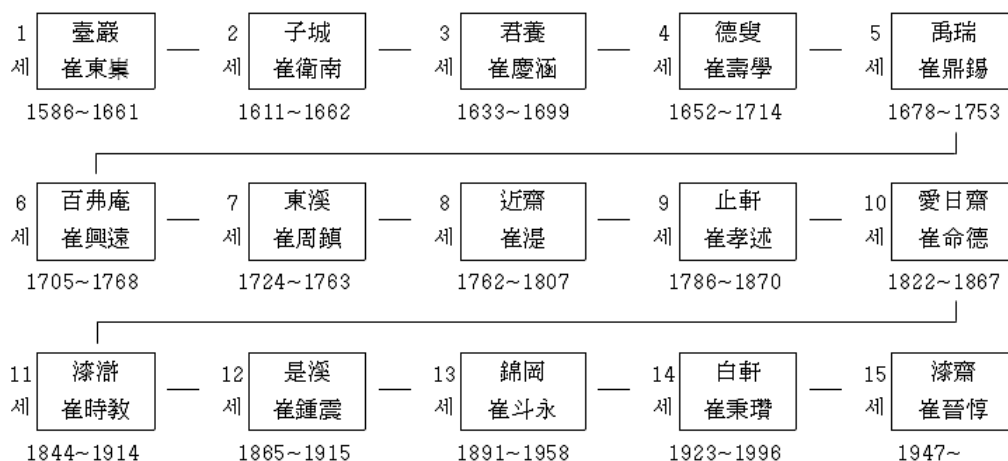 1 세 臺巖 崔東㠍
2 세 子城 崔衛南
3 세 君養 崔慶涵
4 세 德叟 崔壽學
5 세 禹瑞 崔鼎錫
1586~1661 1611~1662 1633~1699 1652~1714 1678~1753
6 세 百弗庵 崔興遠
7 세 東溪 崔周鎭
8 세 近齋 崔湜
9 세 止軒 崔孝述
10 세 愛日齋 崔命德
1705~1768 1724~1763 1762~1807 1786~1870 1822~1867
11 세 漆滸 崔時敎
12 세 是溪 崔鍾震
13 세 錦岡 崔斗永
14 세 白軒 崔秉瓚
15 세 漆齋 崔晉惇
1844~1914 1865~1915 1891~1958 1923~1996 1947~